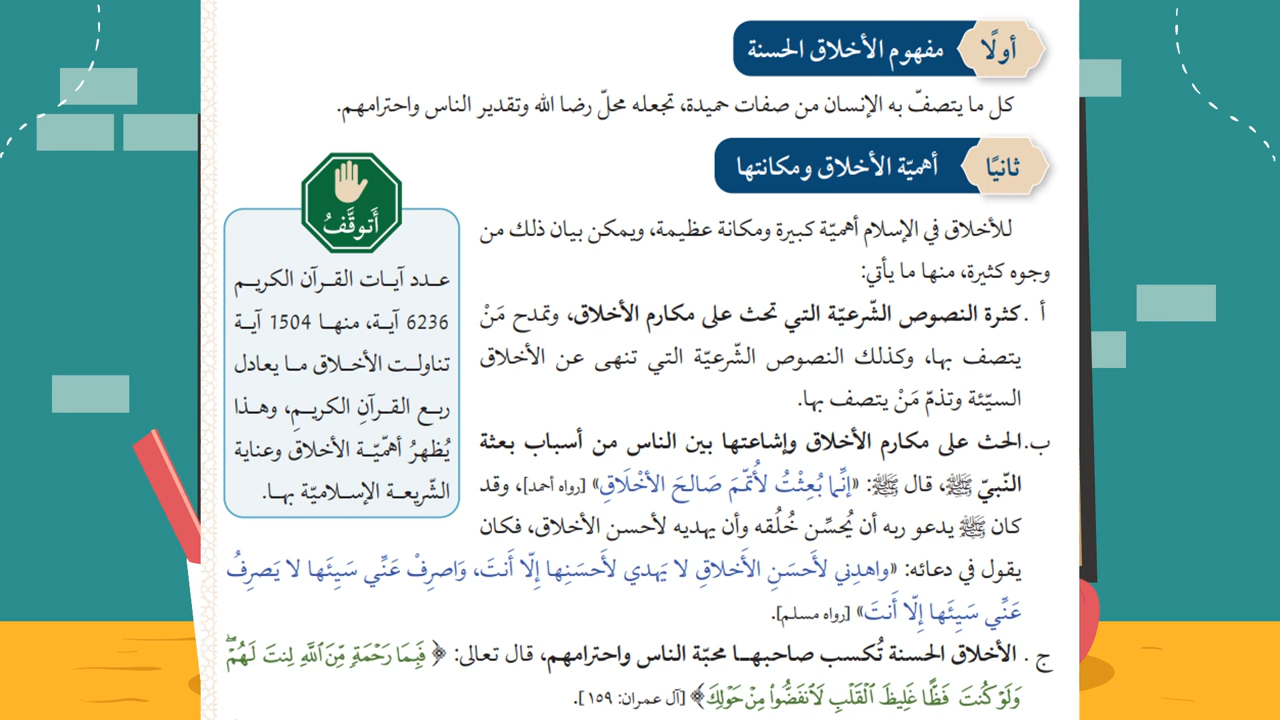 أولًا
مفهوم الأخلاق الحسنة
كل ما يتصفّ به الإنسان من صفات حميدة، تجعله محلّ رضا الله وتقدير الناس واحترامهم.
ثانيًا
أهميّة الأخلاق ومكانتها
للأخلاق في الإسلام أهميّة كبيرة ومكانة عظيمة، ويمكن بيان ذلك من
وجوه كثيرة، منها ما يأتي:
أ . كثرة النصوص الشّرعيّة التي تحث على مكارم الأخلاق، وتمدح مَنْ
يتصف بها، وكذلك النصوص الشّرعيّة التي تنهى عن الأخلاق
السيّئة وتذمّ مَنْ يتصف بها.
ب. الحث على مكارم الأخلاق وإشاعتها بين الناس من أسباب بعثة
النّبيّ ﷺ، قال ﷺ: «إنَّما بُعِثْتُ لأُتمّمَ صَالحَ الأخْلَاقِ» [رواه أحمد]، وقد
كان ﷺ يدعو ربه أن يُحسِّن خُلُقه وأن يهديه لأحسن الأخلاق، فكان
يقول في دعائه: «واهدِني لأَحسَنِ الأَخلاقِ لا يَهدي لأَحسَنِها إلّا أَنتَ، وَاصرِفْ عَنِّي سَيِئَها لا يَصرِفُ
عَنِّي سَيِئَها إلّا أَنتَ» [رواه مسلم].
ج . الأخلاق الحسنة تُكسب صاحبهـا محبّة الناس واحترامهم، قال تعالى: ﴿فَبِمَا رَحْمَةٍ مِّنَ ٱللَّهِ لِنتَ لَهُمْۖ
وَلَوْ كُنتَ فَظًّا غَلِيظَ ٱلْقَلْبِ لَٱنفَضُّوا۟ مِنْ حَوْلِكَ﴾ [آل عمران: ١٥٩].
أَتوقَّفُ
عـدد آيـات القـرآن الكريـم
6236 آيـة، منهـا 1504 آيـة
تناولـت الأخـلاق مـا يعادل
ربـع القـرآنِ الكريـمِ، وهـذا
يُظهرُ أهمّيّـة الأخلاق وعناية
الشّريعـة الإسـلاميّة بهـا.